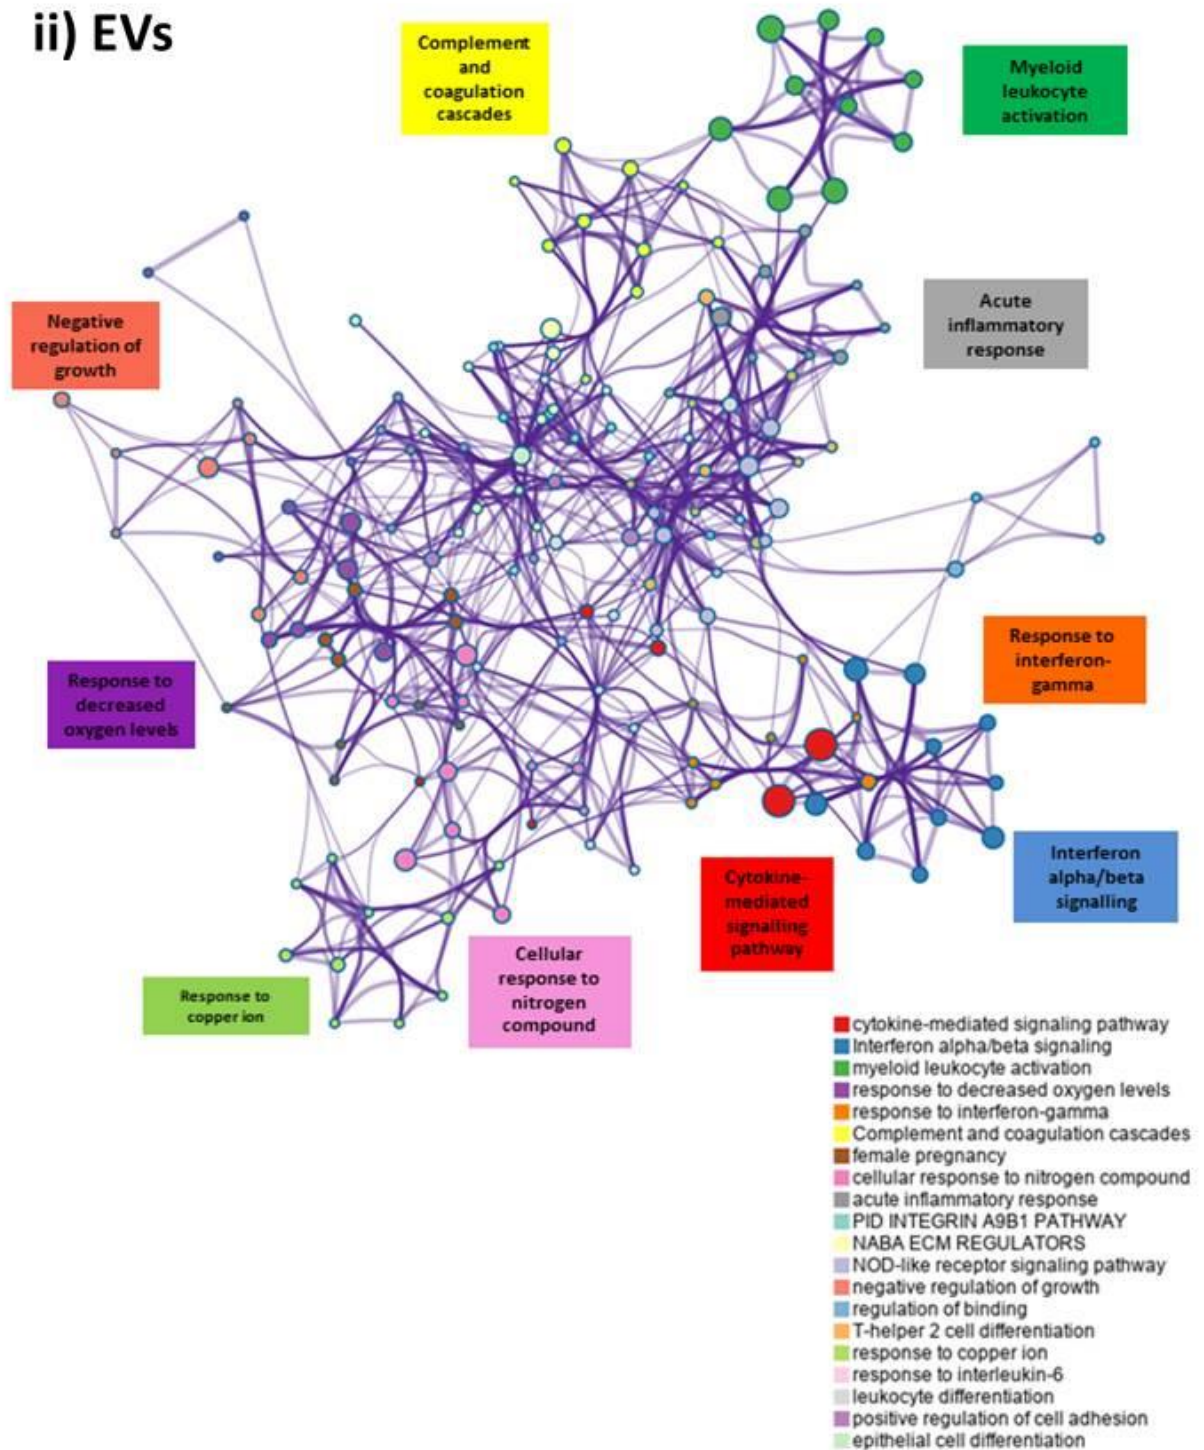 ii) EVs
Complement
and
coagulation
cascades
Myeloid
leukocyte
activation
Acute
inflammatory
response
Negative
regulation of
growth
Response to
interferon-
gamma
Response to
decreased
oxygen levels
Interferon
alpha/beta
signalling
Cytokine-
mediated
signalling
pathway
Cellular
response to
nitrogen
compound
Response to
copper ion
cytokine-mediated signaling pathway
Interferon alpha/beta signaling
myeloid leukocyte activation
response to decreased oxygen levels
response to interferon-gamma
Complement and coagulation cascades
female pregnancy
cellular response to nitrogen compound
acute inflammatory response
PID INTEGRIN A9B1 PATHWAY
NABA ECM REGULATORS
NOD-like receptor signaling pathway
negative regulation of growth
regulation of binding
T-helper 2 cell differentiation
response to copper ion
response to interleukin-6
leukocyte differentiation
positive regulation of cell adhesion
epithelial cell differentiation